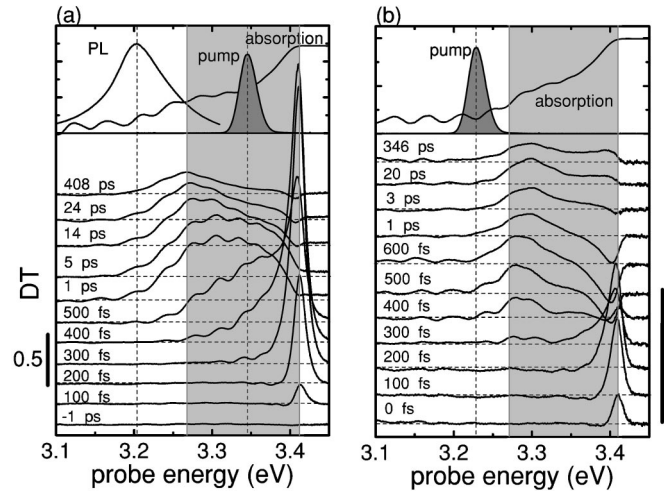 (a)
PL
pump
absorption
408 ps
24 ps
14 ps
5 ps
1 ps
500 fs
400 fs
300 fs
200 fs
100 fs
-1 ps
DT
0.5
3.1 3.2 3.3 3.4
probe energy (eV)
(b)
pump
absorption
346 ps
20 ps
3 ps
1 ps
600 fs
500 fs
400 fs
300 fs
200 fs
100 fs
0 fs
3.1 3.2 3.3 3.4
probe energy (eV)